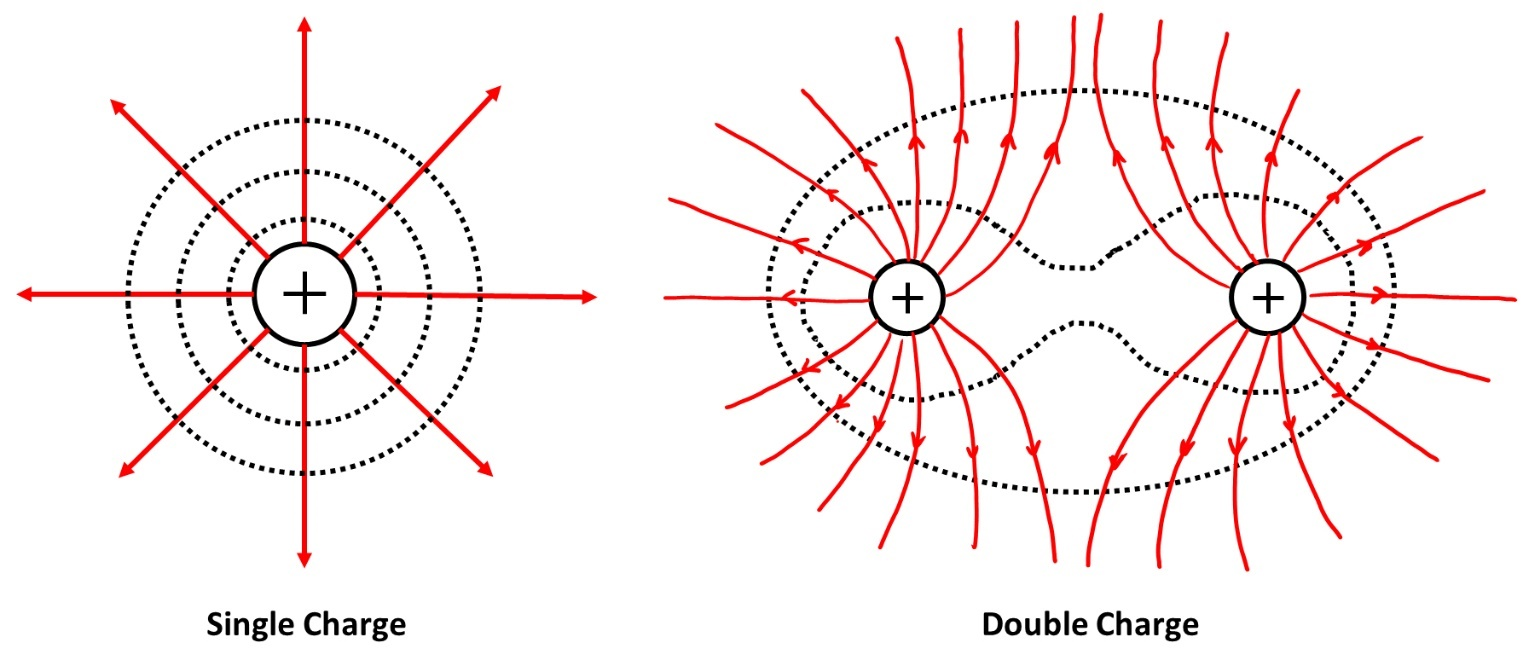 +
+ +
Single Charge
Double Charge